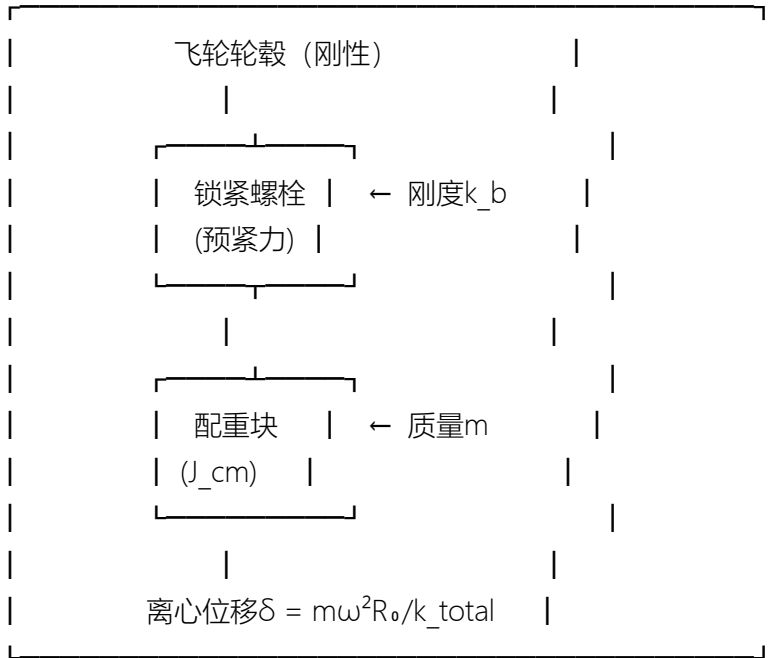 飞轮轮毂（刚性）
锁紧螺栓 ← 刚度k_b
(预紧力)
配重块 ← 质量m
(J_cm)
离心位移δ = mω²R₀/k_total